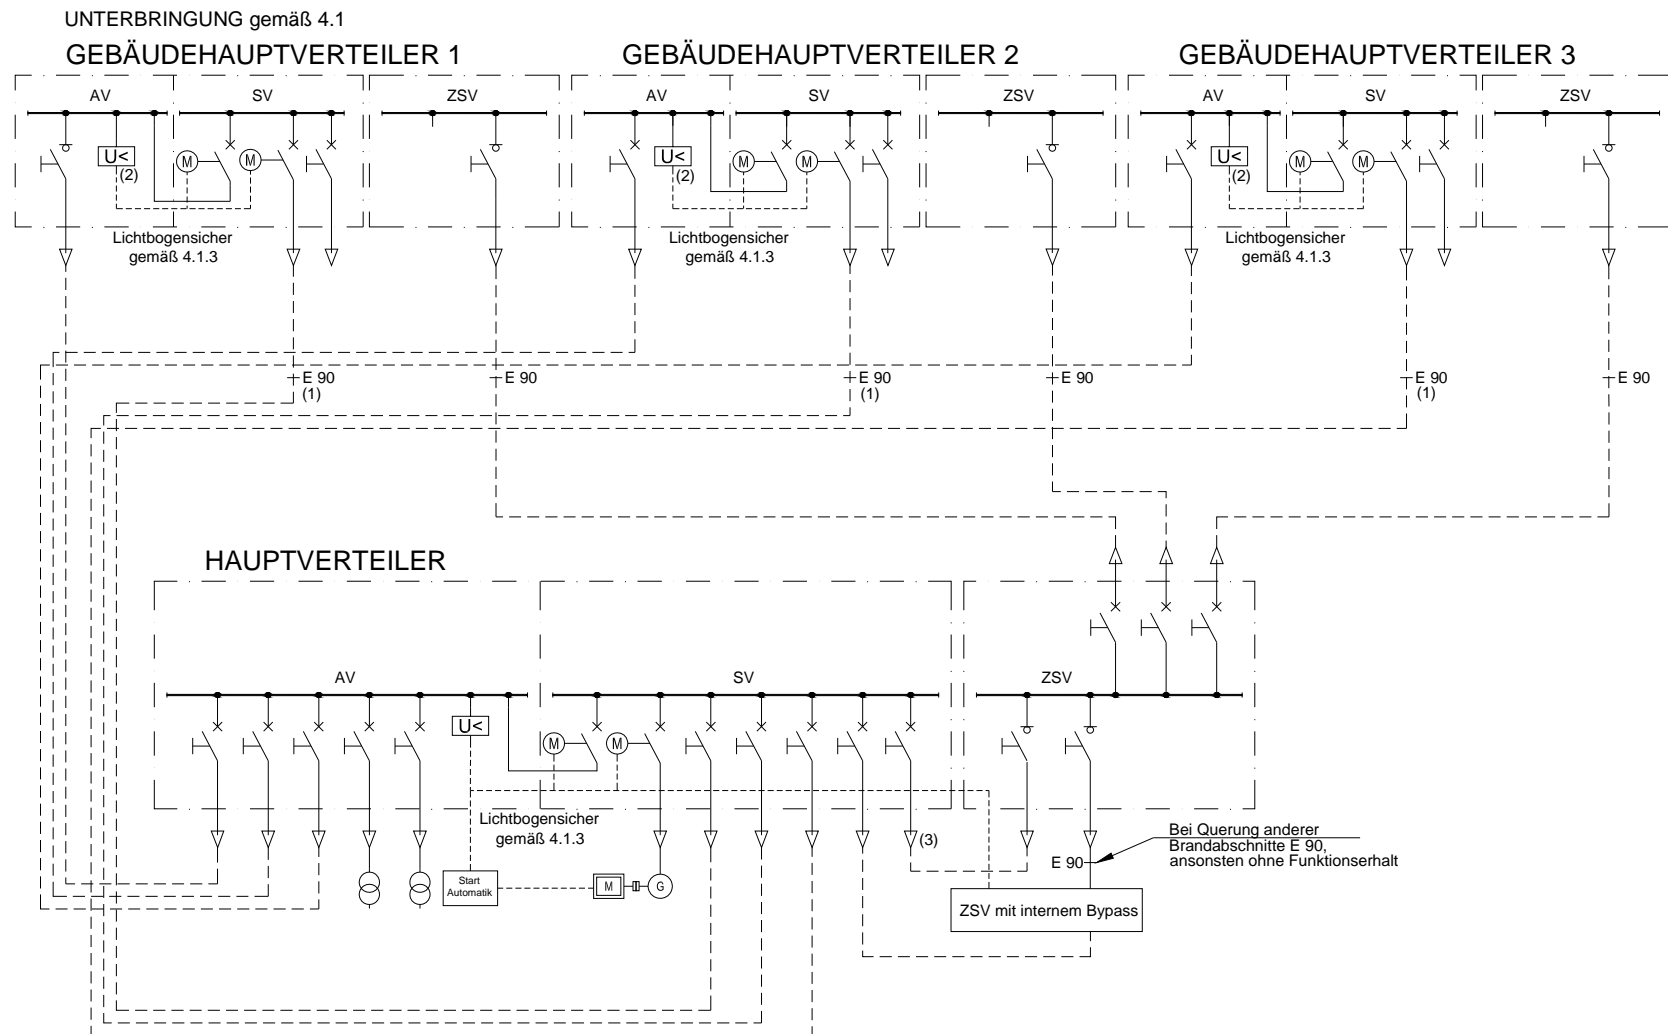 UNTERBRINGUNG gemäß 4.1
GEBÄUDEHAUPTVERTEILER 1
GEBÄUDEHAUPTVERTEILER 2
GEBÄUDEHAUPTVERTEILER 3
AV
SV
ZSV
AV
SV
ZSV
AV
SV
ZSV
U<
(2)
M
M
U<
(2)
M
M
U<
(2)
M
M
Lichtbogensicher
gemäß 4.1.3
Lichtbogensicher
gemäß 4.1.3
Lichtbogensicher
gemäß 4.1.3
E 90
(1)
E 90
E 90
(1)
E 90
E 90
(1)
E 90
HAUPTVERTEILER
AV
SV
ZSV
U<
M
M
Lichtbogensicher
gemäß 4.1.3
(3)
Bei Querung anderer
Brandabschnitte E 90,
ansonsten ohne Funktionserhalt
E 90
Start
Automatik
M
G
ZSV mit internem Bypass